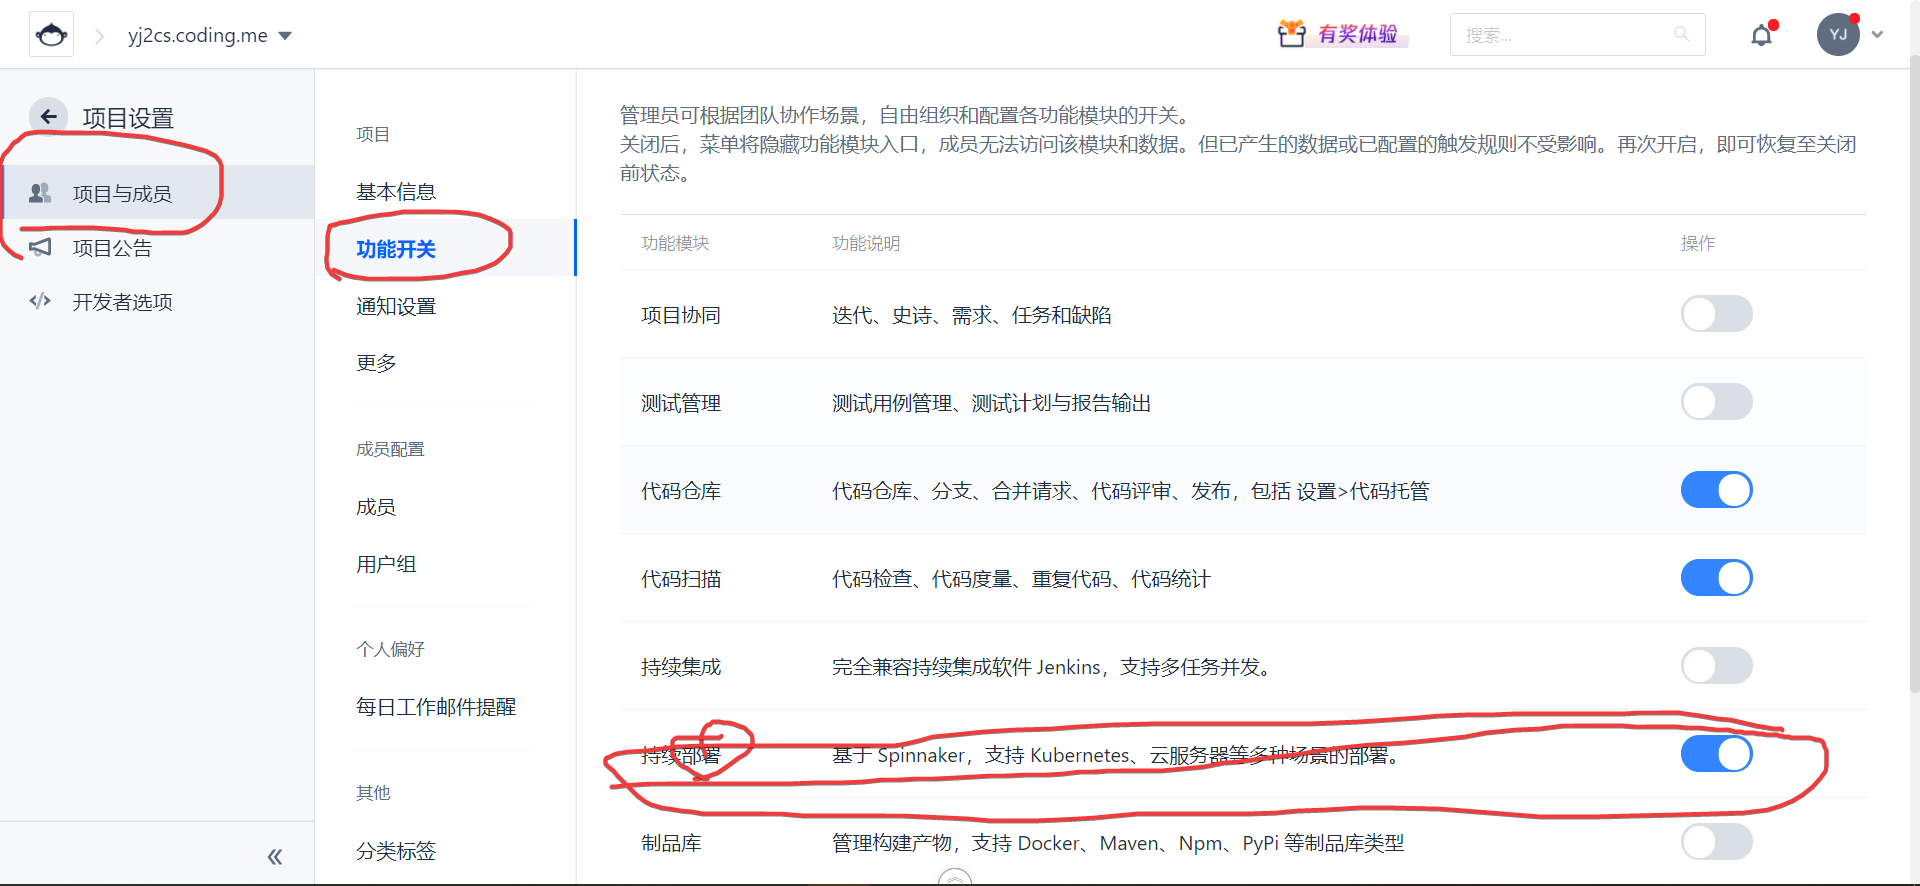 yj2cs.coding.me
有奖体验
搜索...
YJ
项目设置
项目与成员
项目公告
开发者选项
项目
基本信息
功能开关
通知设置
更多
成员配置
成员
用户组
个人偏好
每日工作邮件提醒
其他
分类标签
管理员可根据团队协作场景，自由组织和配置各功能模块的开关。
关闭后，菜单将隐藏功能模块入口，成员无法访问该模块和数据。但已产生的数据或已配置的触发规则不受影响。再次开启，即可恢复至关闭
前状态。
功能模块 功能说明 操作
项目协同 迭代、史诗、需求、任务和缺陷
测试管理 测试用例管理、测试计划与报告输出
代码仓库 代码仓库、分支、合并请求、代码评审、发布，包括 设置>代码托管
代码扫描 代码检查、代码度量、重复代码、代码统计
持续集成 完全兼容持续集成软件 Jenkins，支持多任务并发。
持续部署 基于 Spinnaker，支持 Kubernetes、云服务器等多种场景的部署。
制品库 管理构建产物，支持 Docker、Maven、Npm、PyPi 等制品库类型